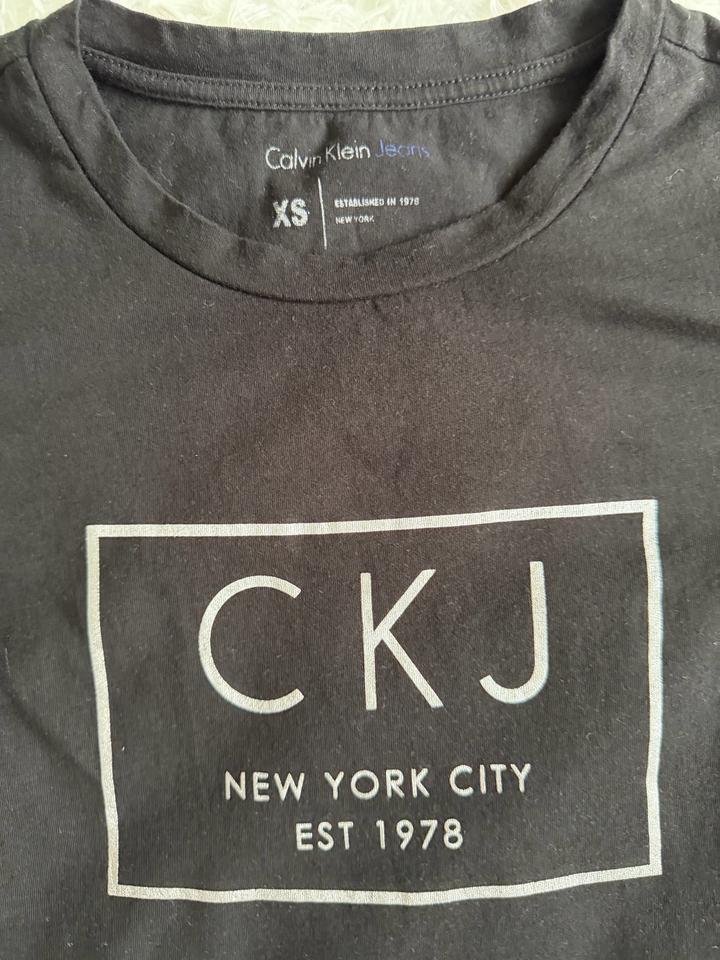 Calvin Klein Jeans
XS
ESTABLISHED IN 1978
NEW YORK
CKJ
NEW YORK CITY
EST 1978